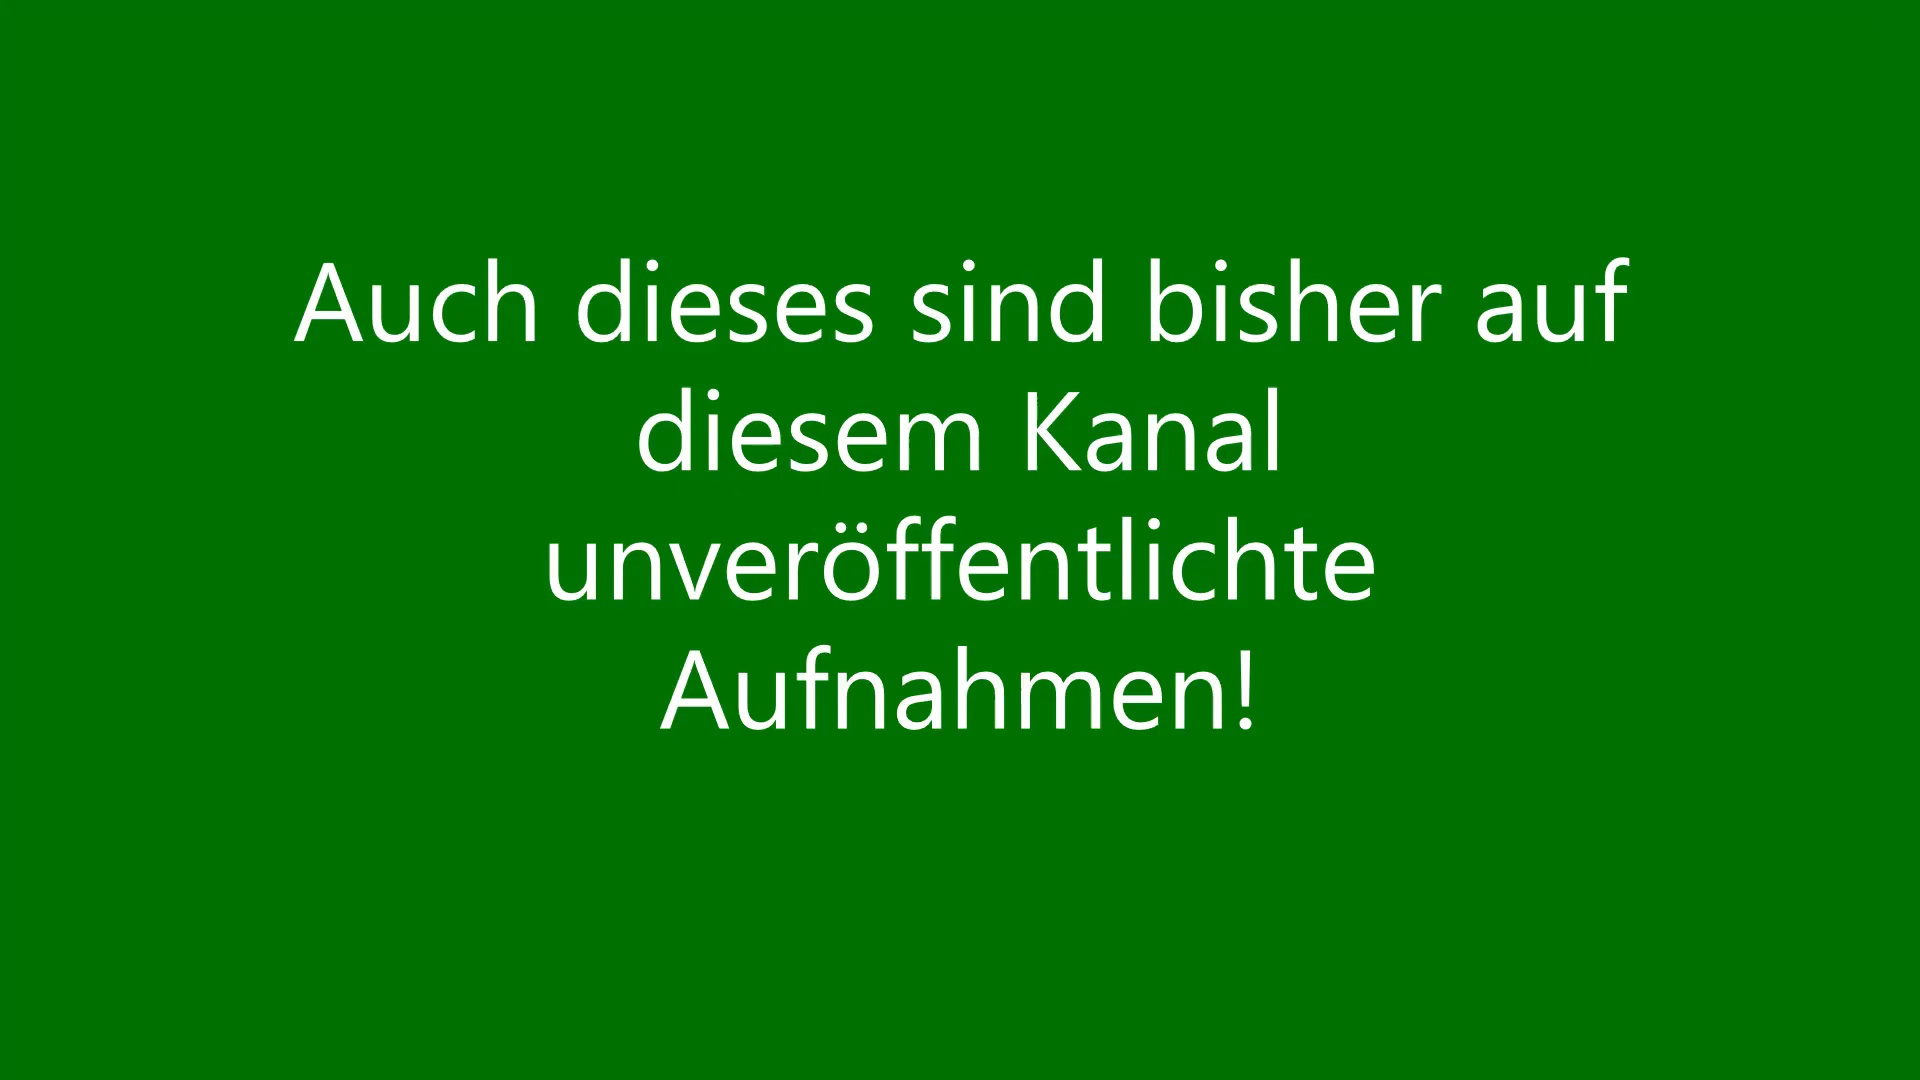 Auch dieses sind bisher auf
diesem Kanal
unveröffentlichte
Aufnahmen!